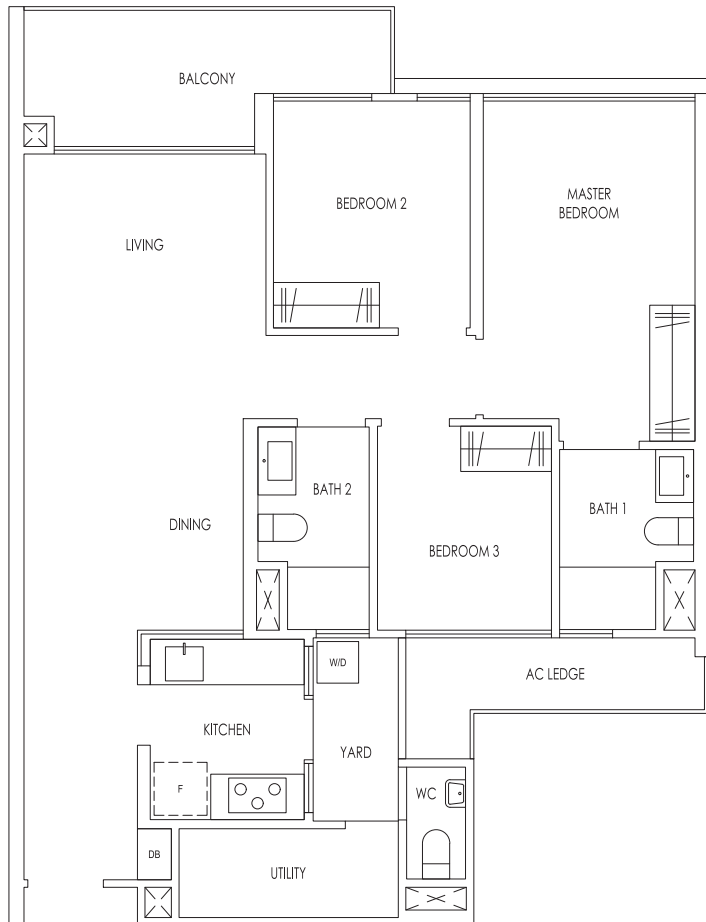 BALCONY
BEDROOM 2
MASTER
BEDROOM
LIVING
BATH 2
BATH 1
DINING
BEDROOM 3
W/D
AC LEDGE
KITCHEN
YARD
F
WC
DB
UTILITY